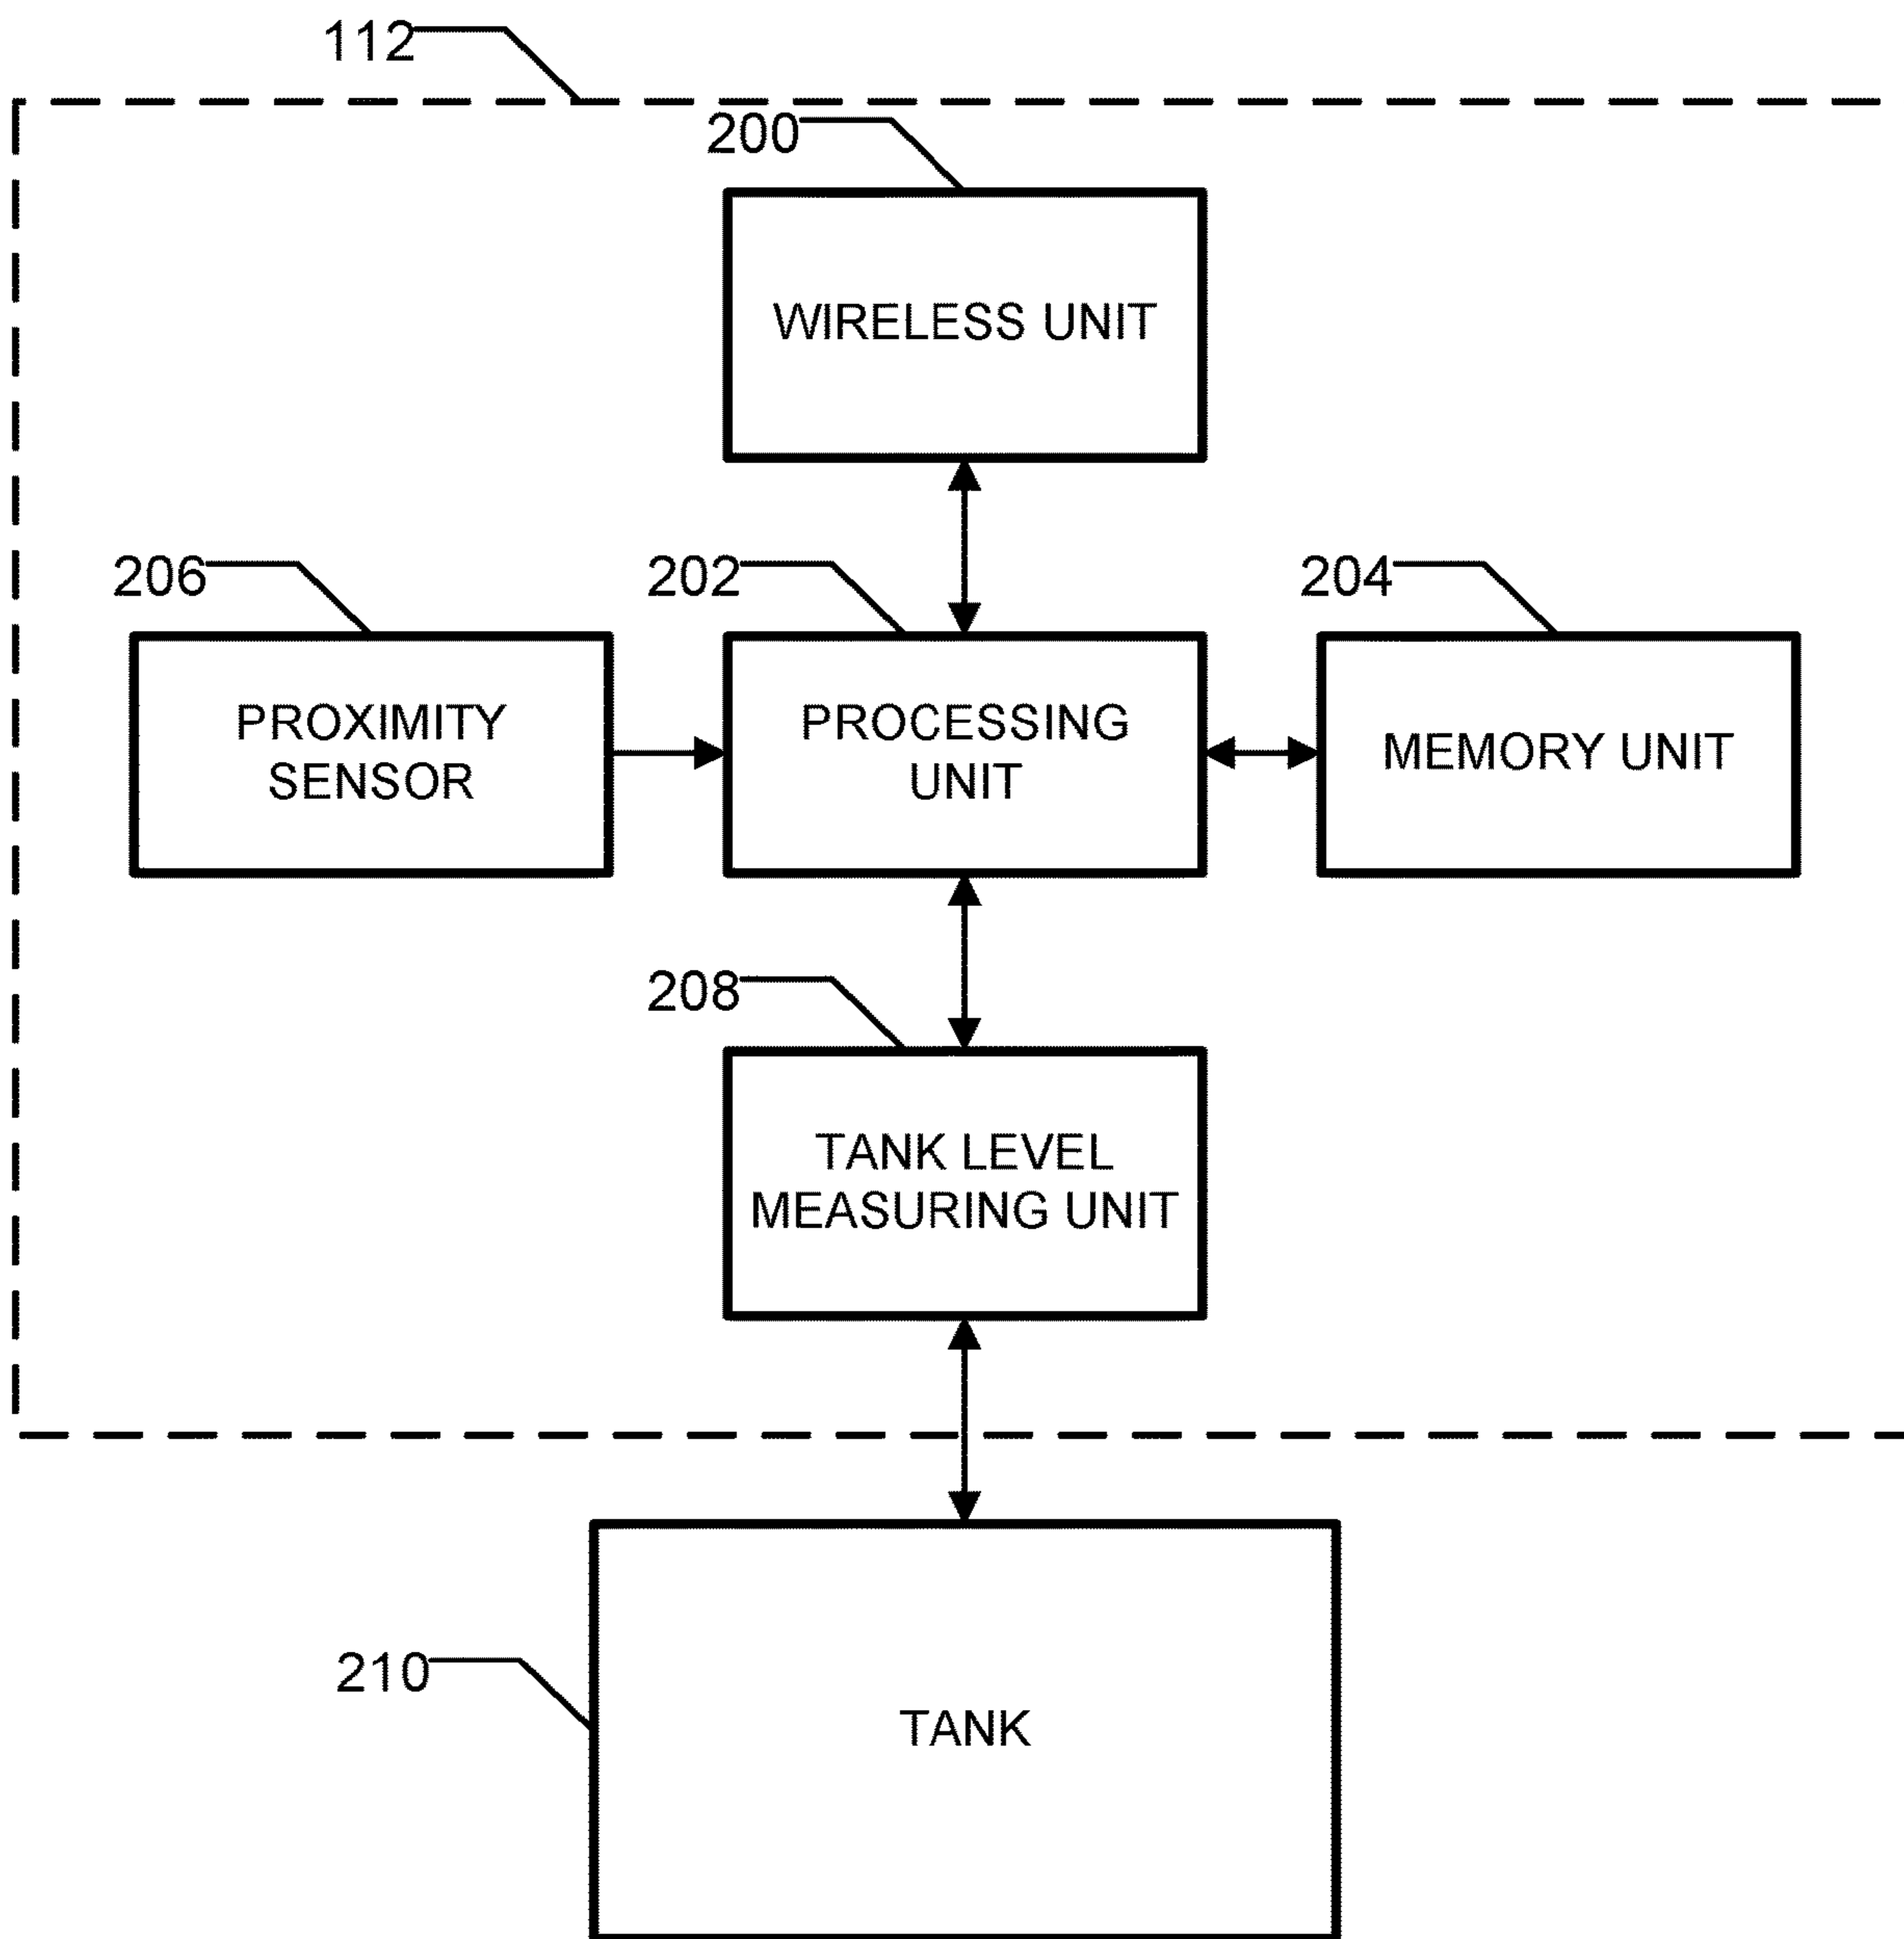 112
200
WIRELESS UNIT
206
202
204
PROXIMITY
SENSOR
PROCESSING
UNIT
MEMORY UNIT
208
TANK LEVEL
MEASURING UNIT
210
TANK